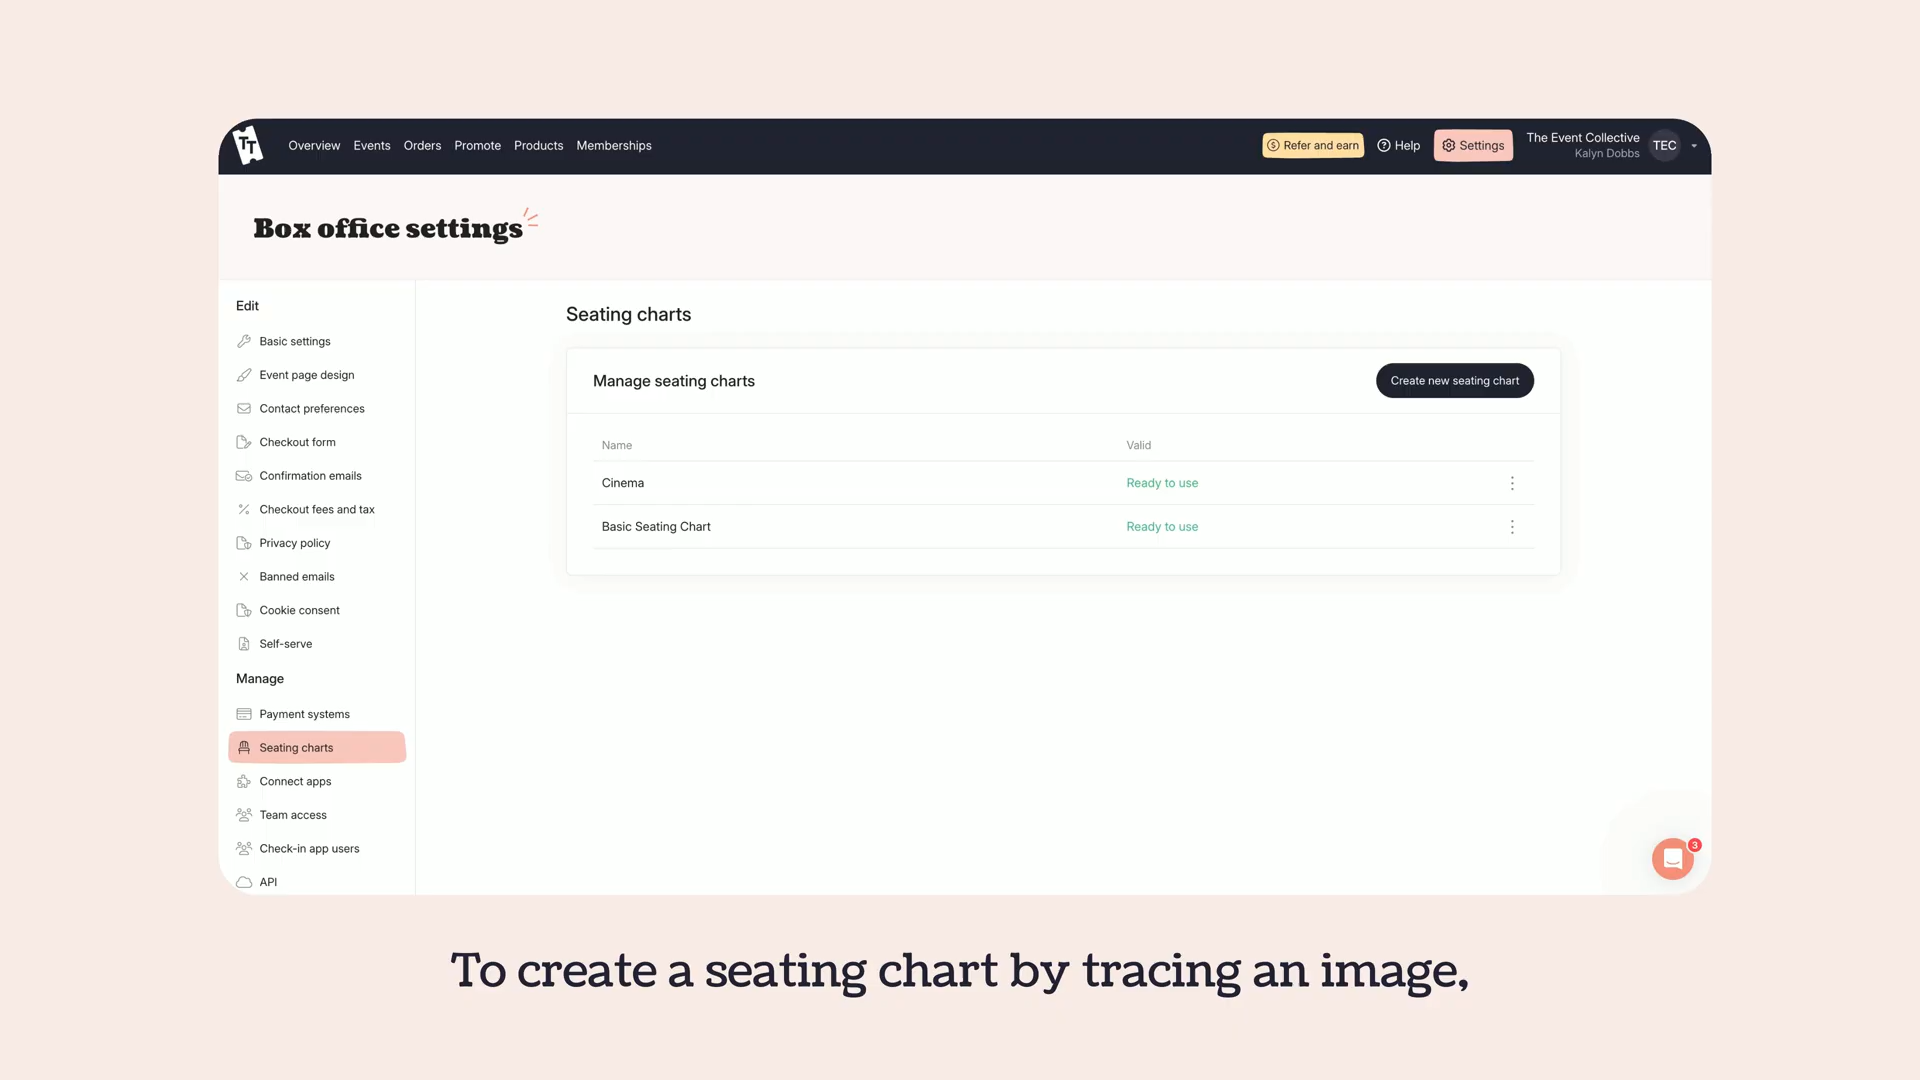 TT
Overview Events Orders Promote Products Memberships
Refer and earn Help Settings The Event Collective TEC
Kalyn Dobbs
Box office settings
Edit
Basic settings
Event page design
Contact preferences
Checkout form
Confirmation emails
Checkout fees and tax
Privacy policy
Banned emails
Cookie consent
Self-serve
Manage
Payment systems
Seating charts
Connect apps
Team access
Check-in app users
API
Seating charts
Manage seating charts Create new seating chart
Name Valid
Cinema Ready to use
Basic Seating Chart Ready to use
3
To create a seating chart by tracing an image,